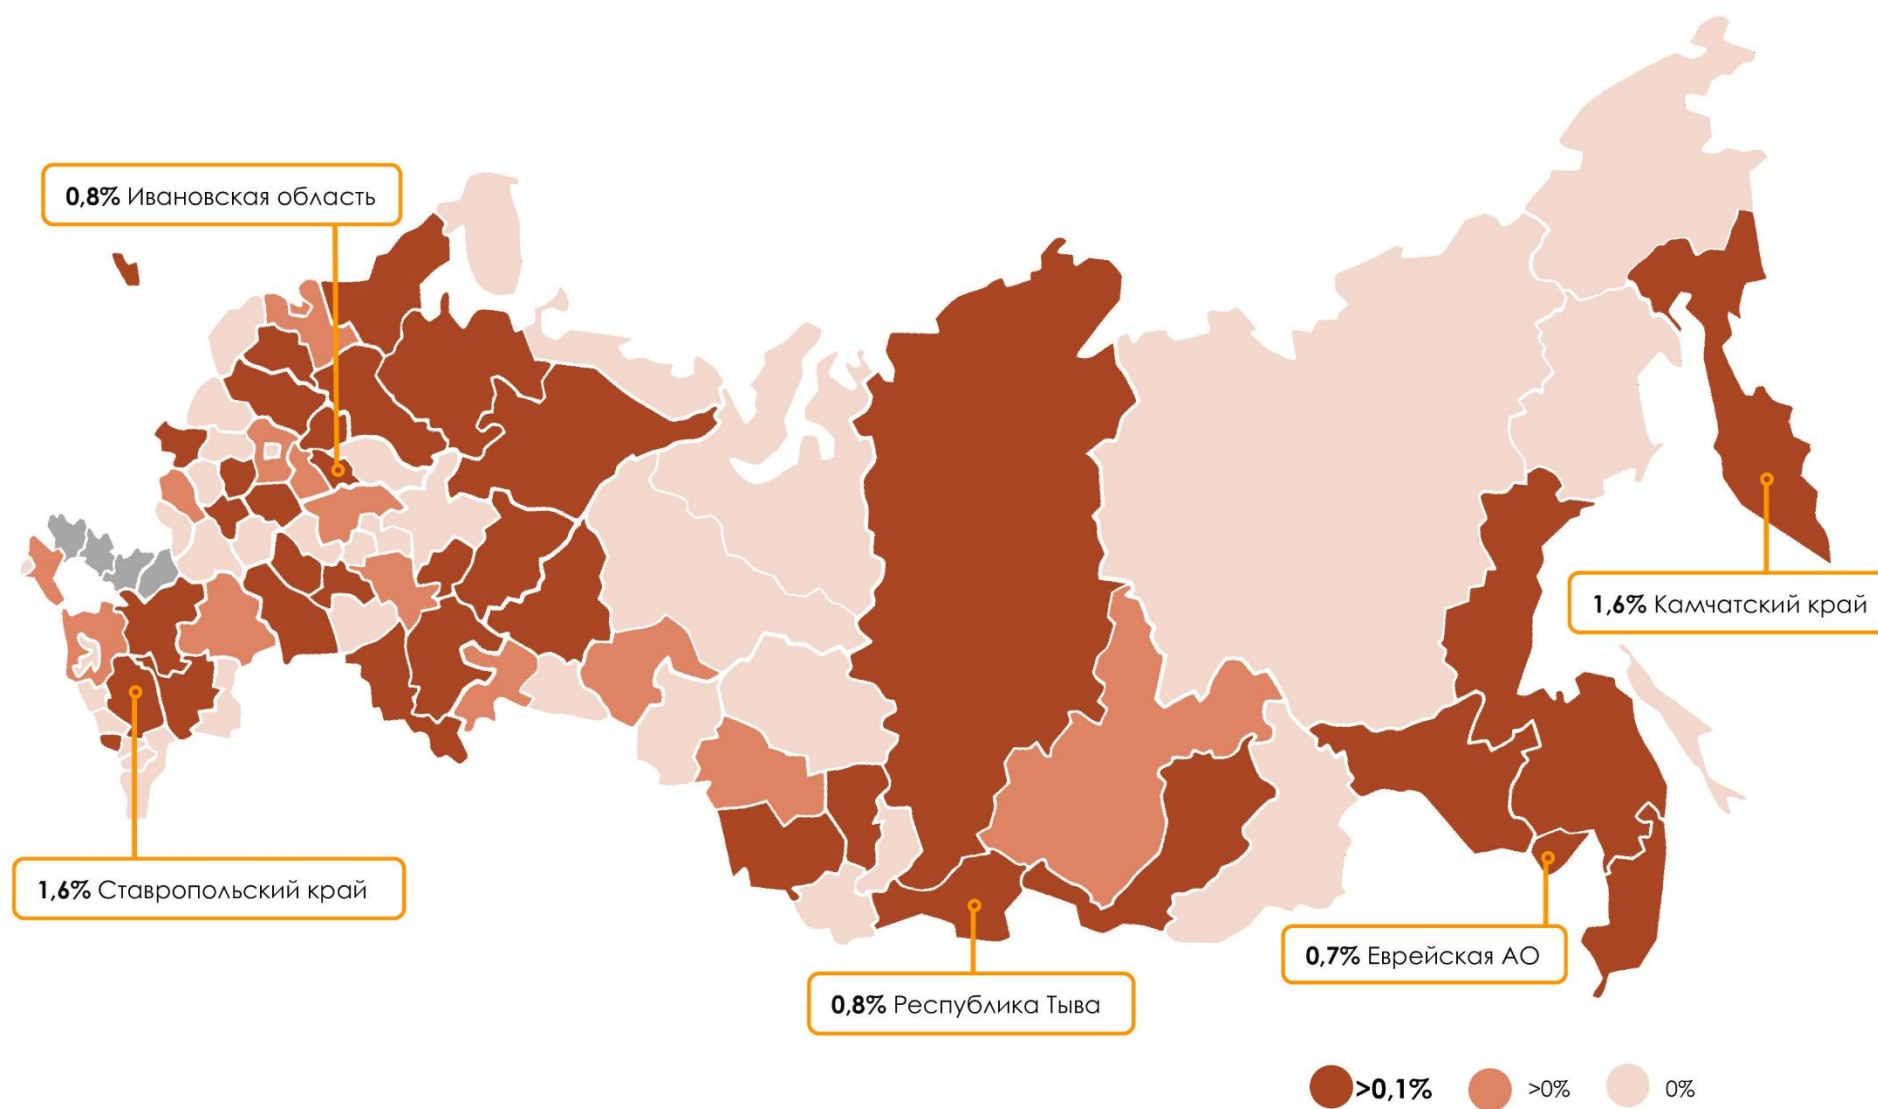 0,8% Ивановская область
1,6% Камчатский край
1,6% Ставропольский край
0,7% Еврейская АО
0,8% Республика Тыва
>0,1% >0% 0%